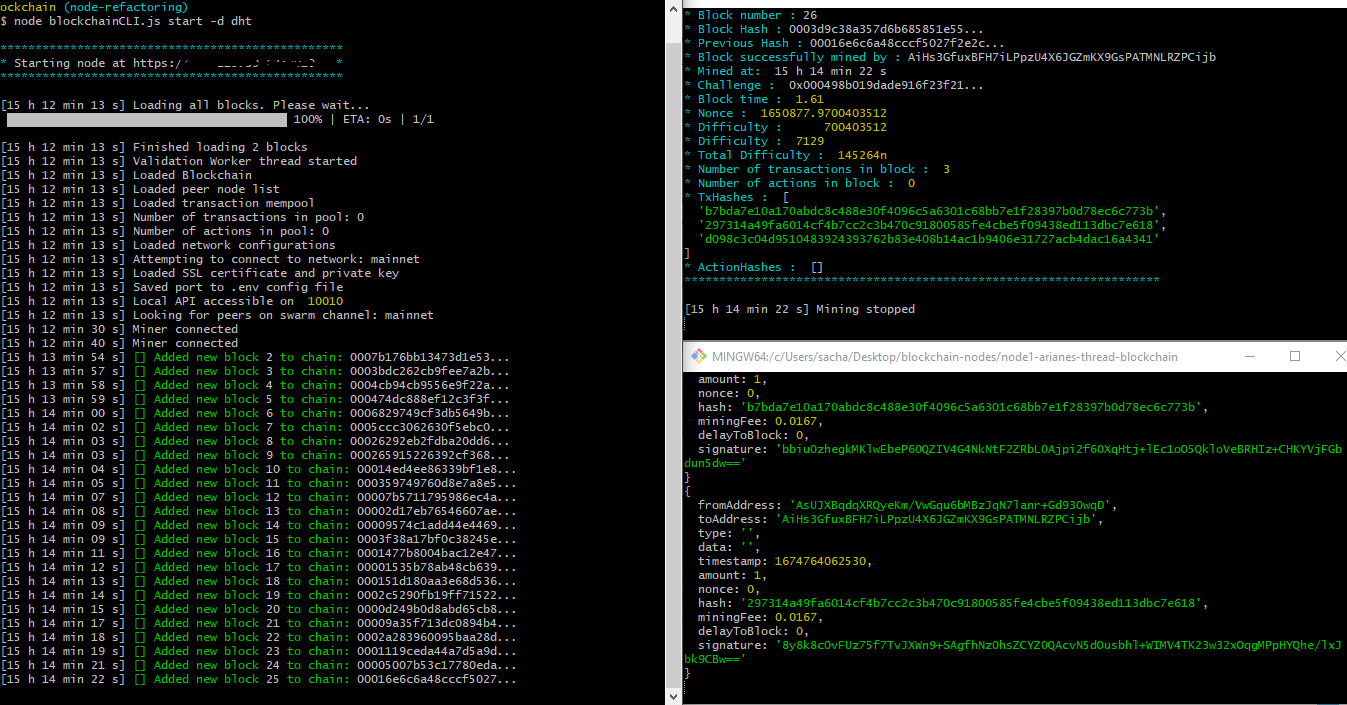 ockchain (node-refactoring)
$ node blockchainCLI.js start -d dht
*************************************************
* Starting node at https:/ *
*************************************************
[15 h 12 min 13 s] Loading all blocks. Please wait...
100% | ETA: 0s | 1/1
[15 h 12 min 13 s] Finished loading 2 blocks
[15 h 12 min 13 s] Validation Worker thread started
[15 h 12 min 13 s] Loaded Blockchain
[15 h 12 min 13 s] Loaded peer node list
[15 h 12 min 13 s] Loaded transaction mempool
[15 h 12 min 13 s] Number of transactions in pool: 0
[15 h 12 min 13 s] Number of actions in pool: 0
[15 h 12 min 13 s] Loaded network configurations
[15 h 12 min 13 s] Attempting to connect to network: mainnet
[15 h 12 min 13 s] Loaded SSL certificate and private key
[15 h 12 min 13 s] Saved port to .env config file
[15 h 12 min 13 s] Local API accessible on  10010
[15 h 12 min 13 s] Looking for peers on swarm channel: mainnet
[15 h 12 min 30 s] Miner connected
[15 h 12 min 40 s] Miner connected
[15 h 13 min 54 s] [] Added new block 2 to chain: 0007b176bb13473d1e53...
[15 h 13 min 57 s] [] Added new block 3 to chain: 0003bdc262cb9fee7a2b...
[15 h 13 min 58 s] [] Added new block 4 to chain: 0004cb94cb9556e9f22a...
[15 h 13 min 59 s] [] Added new block 5 to chain: 000474dc888ef12c3f3f...
[15 h 14 min 00 s] [] Added new block 6 to chain: 0006829749cf3db5649b...
[15 h 14 min 02 s] [] Added new block 7 to chain: 0005ccc3062630f5ebc0...
[15 h 14 min 03 s] [] Added new block 8 to chain: 00026292eb2fdba20dd6...
[15 h 14 min 03 s] [] Added new block 9 to chain: 000265915226392cf368...
[15 h 14 min 04 s] [] Added new block 10 to chain: 00014ed4ee86339bf1e8...
[15 h 14 min 05 s] [] Added new block 11 to chain: 000359749760d8e7a8e5...
[15 h 14 min 07 s] [] Added new block 12 to chain: 00007b5711795986ec4a...
[15 h 14 min 08 s] [] Added new block 13 to chain: 00002d17eb76546607ae...
[15 h 14 min 09 s] [] Added new block 14 to chain: 00009574c1add44e4469...
[15 h 14 min 09 s] [] Added new block 15 to chain: 0003f38a17bf0c38245e...
[15 h 14 min 11 s] [] Added new block 16 to chain: 0001477b8004bac12e47...
[15 h 14 min 12 s] [] Added new block 17 to chain: 00001535b78ab48cb639...
[15 h 14 min 13 s] [] Added new block 18 to chain: 000151d180aa3e68d536...
[15 h 14 min 14 s] [] Added new block 19 to chain: 0002c5290fb19ff71522...
[15 h 14 min 15 s] [] Added new block 20 to chain: 0000d249b0d8abd65cb8...
[15 h 14 min 17 s] [] Added new block 21 to chain: 00009a35f713dc0894b4...
[15 h 14 min 18 s] [] Added new block 22 to chain: 0002a283960095baa28d...
[15 h 14 min 19 s] [] Added new block 23 to chain: 0001119ceda44a7d5a9d...
[15 h 14 min 21 s] [] Added new block 24 to chain: 00005007b53c17780eda...
[15 h 14 min 22 s] [] Added new block 25 to chain: 00016e6c6a48cccf5027...
* Block number : 26
* Block Hash : 0003d9c38a357d6b685851e55...
* Previous Hash : 00016e6c6a48cccf5027f2e2c...
* Block successfully mined by : AiHs3GfuxBFH7iLPpzU4X6JGZmKX9GsPATMNLRZPCijb
* Mined at:  15 h 14 min 22 s
* Challenge :  0x000498b019dade916f23f21...
* Block time :  1.61
* Nonce :  1650877.9700403512
* Difficulty :      700403512
* Difficulty :  7129
* Total Difficulty :  145264n
* Number of transactions in block :  3
* Number of actions in block :  0
* TxHashes :  [
'b7bda7e10a170abdc8c488e30f4096c5a6301c68bb7e1f28397b0d78ec6c773b',
'297314a49fa6014cf4b7cc2c3b470c91800585fe4cbe5f09438ed113dbc7e618',
'd098c3c04d9510483924393762b83e408b14ac1b9406e31727acb4dac16a4341'
]
* ActionHashes :  []
********************************************************************
[15 h 14 min 22 s] Mining stopped
MINGW64:/c/Users/sacha/Desktop/blockchain-nodes/node1-arianes-thread-blockchain
amount: 1,
nonce: 0,
hash: 'b7bda7e10a170abdc8c488e30f4096c5a6301c68bb7e1f28397b0d78ec6c773b',
miningFee: 0.0167,
delayToBlock: 0,
signature: 'bbiuOzhegkMKlwEbeP6OQZIV4G4NkNtF2ZRbLOAjpi2f6OXqHtj+lEc1oO5QkloVeBRHIz+CHKYVjFGb
dun5dw=='
}
{
fromAddress: 'AsUJXBqdqXRQyeKm/VwGqu6bMBzJqN7lanr+Gd93OwqD',
toAddress: 'AiHs3GfuxBFH7iLPpzU4X6JGZmKX9GsPATMNLRZPCijb',
type: '',
data: '',
timestamp: 1674764062530,
amount: 1,
nonce: 0,
hash: '297314a49fa6014cf4b7cc2c3b470c91800585fe4cbe5f09438ed113dbc7e618',
miningFee: 0.0167,
delayToBlock: 0,
signature: '8y8k8cOvFUz75f7TvJXWn9+SAgfhNzOhsZCYZ0QAcvN5dOusbhl+WIMV4TK23w32xOqgMPpHYQhe/lxJ
bk9CBw=='
}